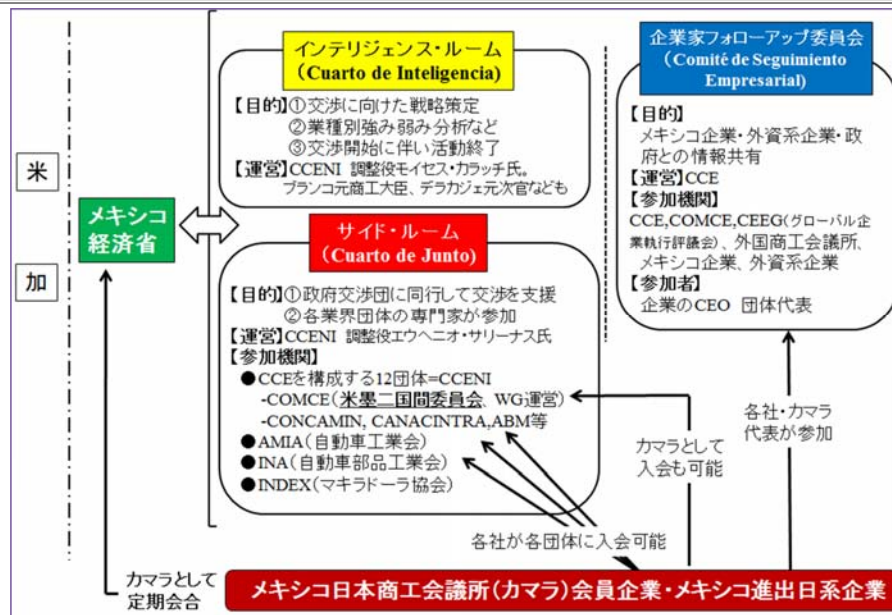 米
加
メキシコ
経済省
インテリジェンス・ルーム
(Cuarto de Inteligencia)
【目的】①交渉に向けた戦略策定
②業種別強み弱み分析など
③交渉開始に伴い活動終了
【運営】CCENI 調整役モイセス・カラッチ氏。
ブランコ元商工大臣、デラカジェ元次官なども
サイド・ルーム
(Cuarto de Junto)
【目的】①政府交渉団に同行して交渉を支援
②各業界団体の専門家が参加
【運営】CCENI 調整役エウヘニオ・サリーナス氏
【参加機関】
●CCEを構成する12団体=CCENI
-COMCE(米墨二国間委員会、WG運営)
-CONCAMIN, CANACINTRA,ABM等
●AMIA(自動車工業会)
●INA(自動車部品工業会)
●INDEX(マキラドーラ協会)
企業家フォローアップ委員会
(Comité de Seguimiento
Empresarial)
【目的】
メキシコ企業・外資系企業・政
府との情報共有
【運営】CCE
【参加機関】
CCE,COMCE,CEEG(グローバル企
業執行評議会)、外国商工会議所、
メキシコ企業、外資系企業
【参加者】
企業のCEO 団体代表
各社・カマラ
代表が参加
カマラとして
入会も可能
各社が各団体に入会可能
カマラとして
定期会合
メキシコ日本商工会議所(カマラ)会員企業・メキシコ進出日系企業